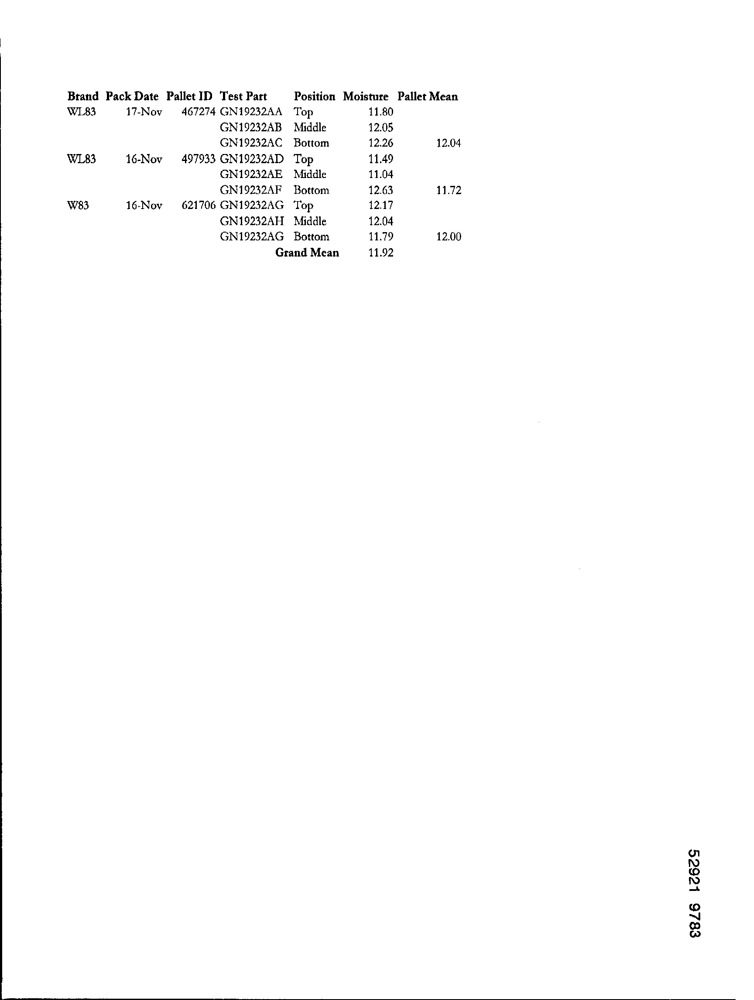 Brand Pack Date Pallet ID Test Part Position Moisture Pallet Mean
WL83 17-Nov 467274 GN19232AA Top 11.80
GN19232AB Middle 12.05
GN19232AC Bottom 12.26 12.04
WL83 16-Nov 497933 GN19232AD Top 11.49
GN19232AE Middle 11.04
GN19232AF Bottom 12.63 11.72
W83 16-Nov 621706 GN19232AG Top 12.17
GN19232AH Middle 12.04
GN19232AG Bottom 11.79 12.00
Grand Mean 11.92
52921 9783